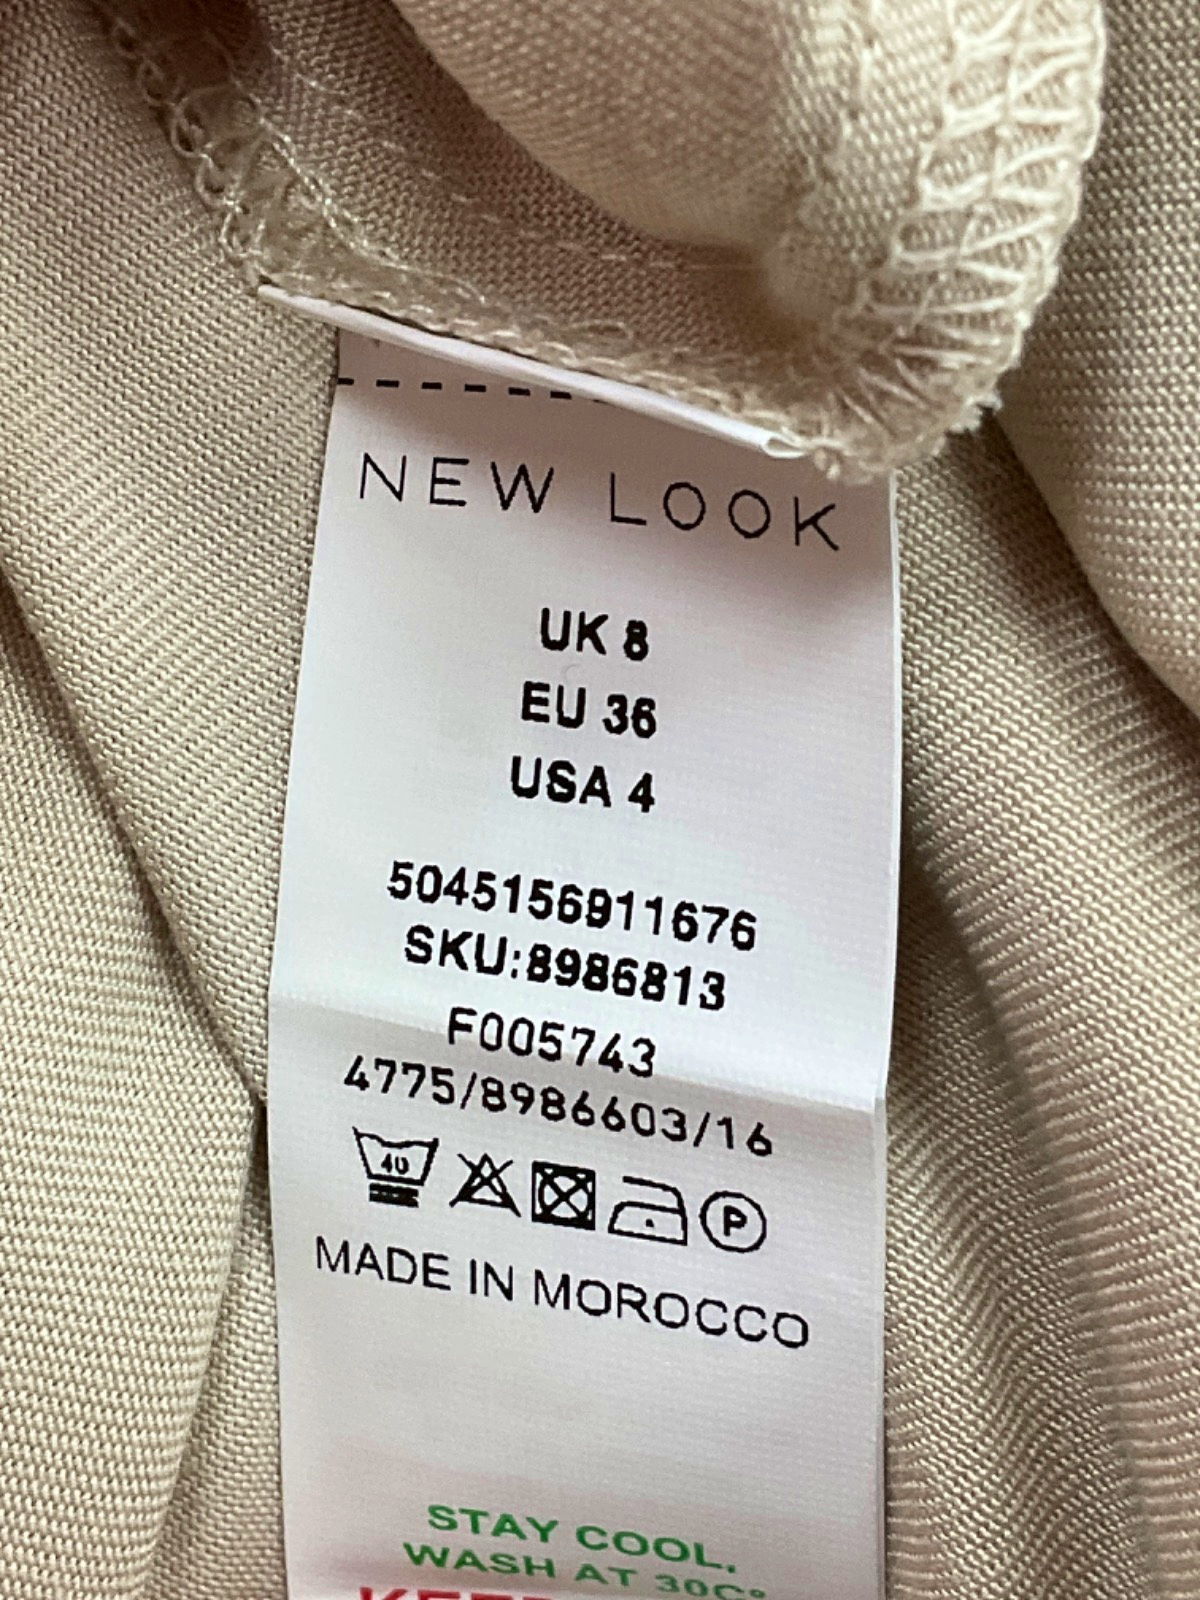 NEW LOOK
UK 8
EU 36
USA 4
5045156911676
SKU:8986813
F005743
4775/8986603/16
40
P
MADE IN MOROCCO
STAY COOL,
WASH AT 30C°